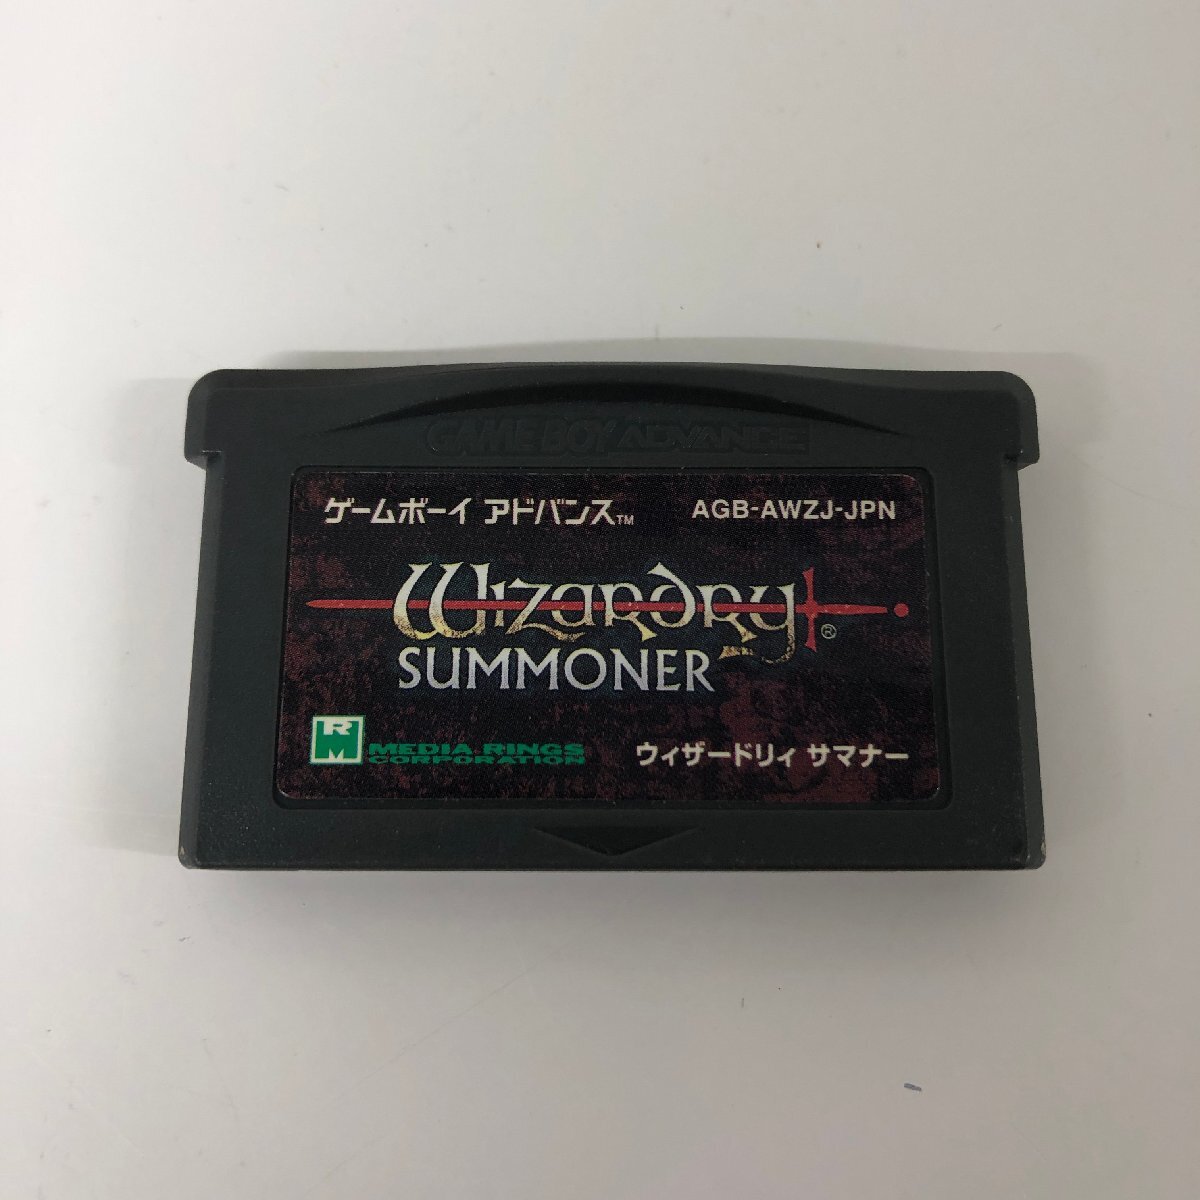 GAME BOY ADVANCE
ゲームボーイ アドバンス™ AGB-AWZJ-JPN
Wizardry®
SUMMONER
RM MEDIA RINGS CORPORATION
ウィザードリィ サマナー